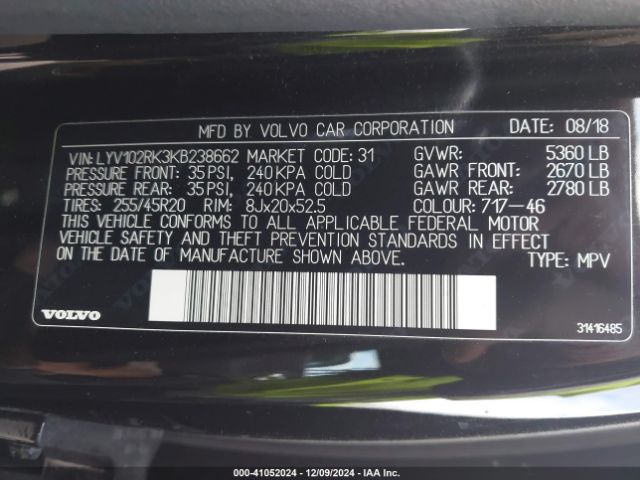 MFD BY VOLVO CAR CORPORATION DATE: 08/18
VIN: LYV102RK3KB238662 MARKET CODE: 31 GVWR: 5360 LB
PRESSURE FRONT: 35 PSI, 240 KPA COLD GAWR FRONT: 2670 LB
PRESSURE REAR: 35 PSI, 240 KPA COLD GAWR REAR: 2780 LB
TIRES: 255/45R20 RIM: 8Jx20x52.5 COLOUR: 717-46
THIS VEHICLE CONFORMS TO ALL APPLICABLE FEDERAL MOTOR
VEHICLE SAFETY AND THEFT PREVENTION STANDARDS IN EFFECT
ON THE DATE OF MANUFACTURE SHOWN ABOVE. TYPE: MPV
VOLVO 31416485
000-41052024 - 12/09/2024 - IAA Inc.